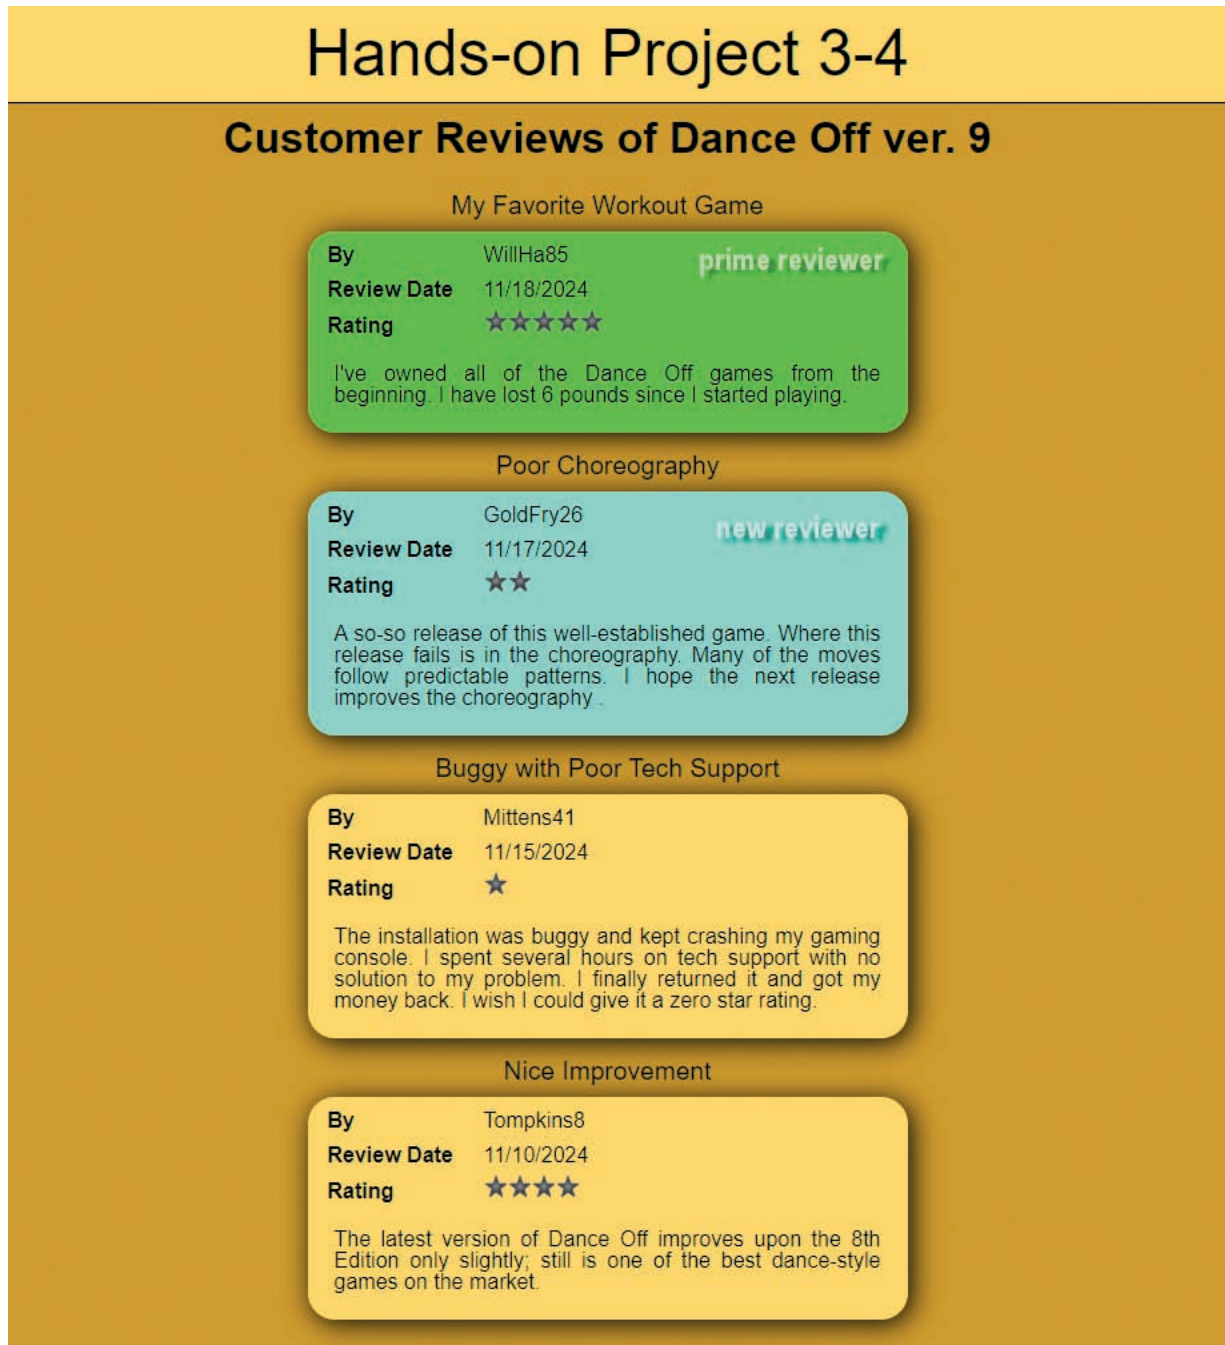 Hands-on Project 3-4
Customer Reviews of Dance Off ver. 9
My Favorite Workout Game
By WillHa85 prime reviewer
Review Date 11/18/2024
Rating
I've owned all of the Dance Off games from the
beginning. I have lost 6 pounds since I started playing.
Poor Choreography
By GoldFry26 new reviewer
Review Date 11/17/2024
Rating
A so-so release of this well-established game. Where this
release fails is in the choreography. Many of the moves
follow predictable patterns. I hope the next release
improves the choreography .
Buggy with Poor Tech Support
By Mittens41
Review Date 11/15/2024
Rating
The installation was buggy and kept crashing my gaming
console. I spent several hours on tech support with no
solution to my problem. I finally returned it and got my
money back. I wish I could give it a zero star rating.
Nice Improvement
By Tompkins8
Review Date 11/10/2024
Rating
The latest version of Dance Off improves upon the 8th
Edition only slightly; still is one of the best dance-style
games on the market.